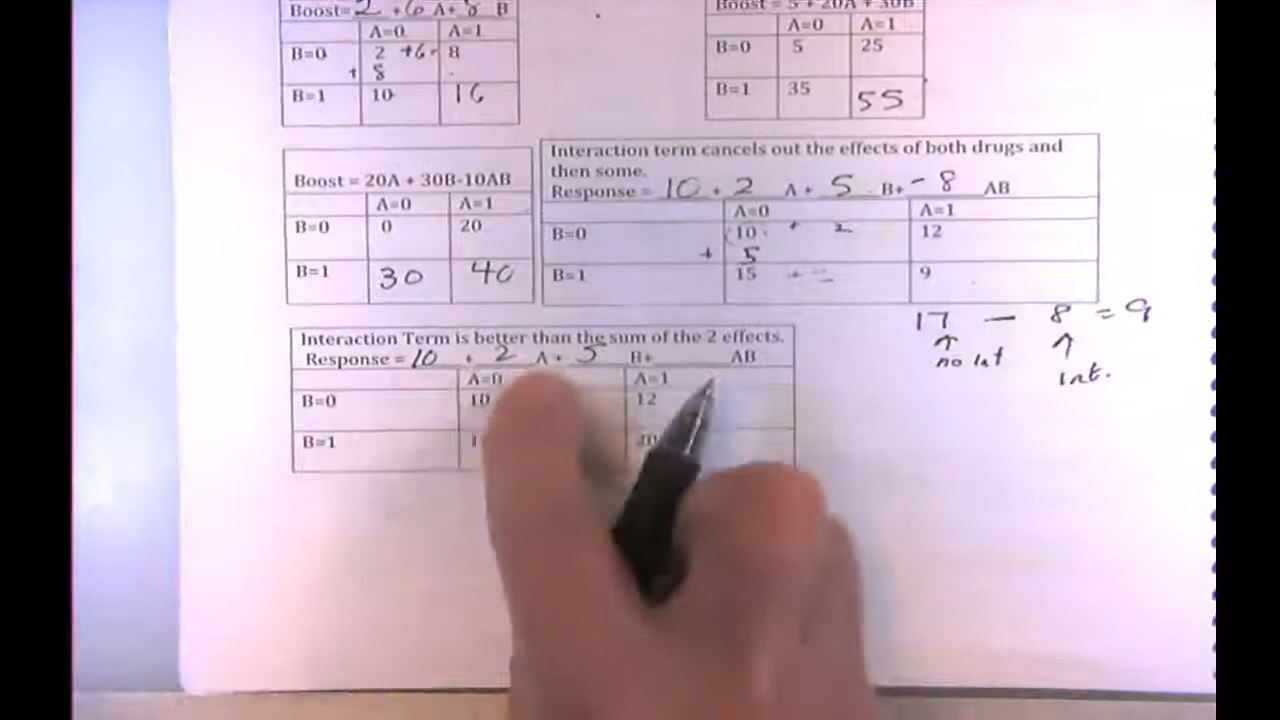 Boost= 2 + 6 A+ 8 B
A=0 A=1
B=0 2 +6 8
+ 8
B=1 10 16
Boost = 5 + 20A + 30B
A=0 A=1
B=0 5 25
B=1 35 55
Boost = 20A + 30B-10AB
A=0 A=1
B=0 0 20
B=1 30 40
Interaction term cancels out the effects of both drugs and
then some.
Response = 10 + 2 A + 5 B+ -8 AB
A=0 A=1
B=0 10 + 2 12
+ 5
B=1 15 9
17 — 8 = 9
↑ no int ↑
int.
Interaction Term is better than the sum of the 2 effects.
Response = 10 + 2 A + 5 B+ AB
A=0 A=1
B=0 10 12
B=1